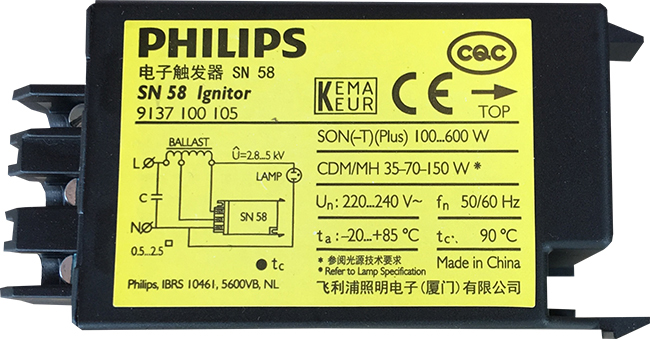 PHILIPS
电子触发器 SN 58
SN 58 Ignitor
9137 100 105
KEMA
KEUR
CE
CQC
TOP
BALLAST
Û=2.8...5 kV
L
LAMP
C
N
SN 58
0.5...2.5
tc
Philips, IBRS 10461, 5600VB, NL
SON(-T)(Plus) 100...600 W
CDM/MH 35-70-150 W *
Un: 220...240 V~ fn 50/60 Hz
ta: -20...+85 °C tc·. 90 °C
* 参阅光源技术要求
* Refer to Lamp Specification
Made in China
飞利浦照明电子(厦门)有限公司